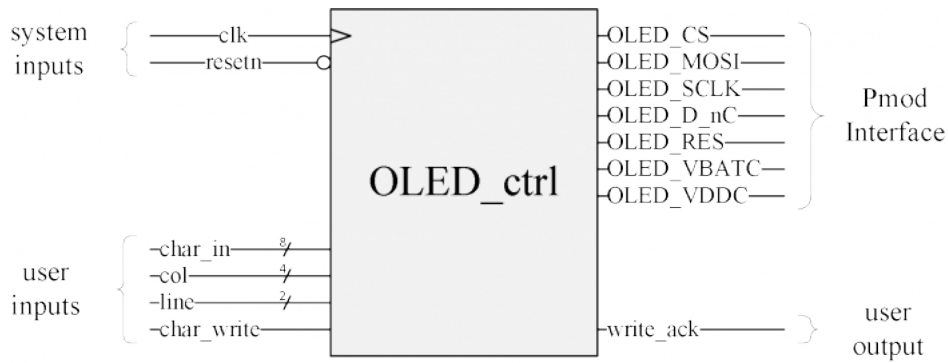 system
inputs
clk
resetn
OLED_ctrl
OLED_CS
OLED_MOSI
OLED_SCLK
OLED_D_nC
OLED_RES
OLED_VBATC
OLED_VDDC
Pmod
Interface
user
inputs
char_in 8
col 4
line 2
char_write
write_ack
user
output